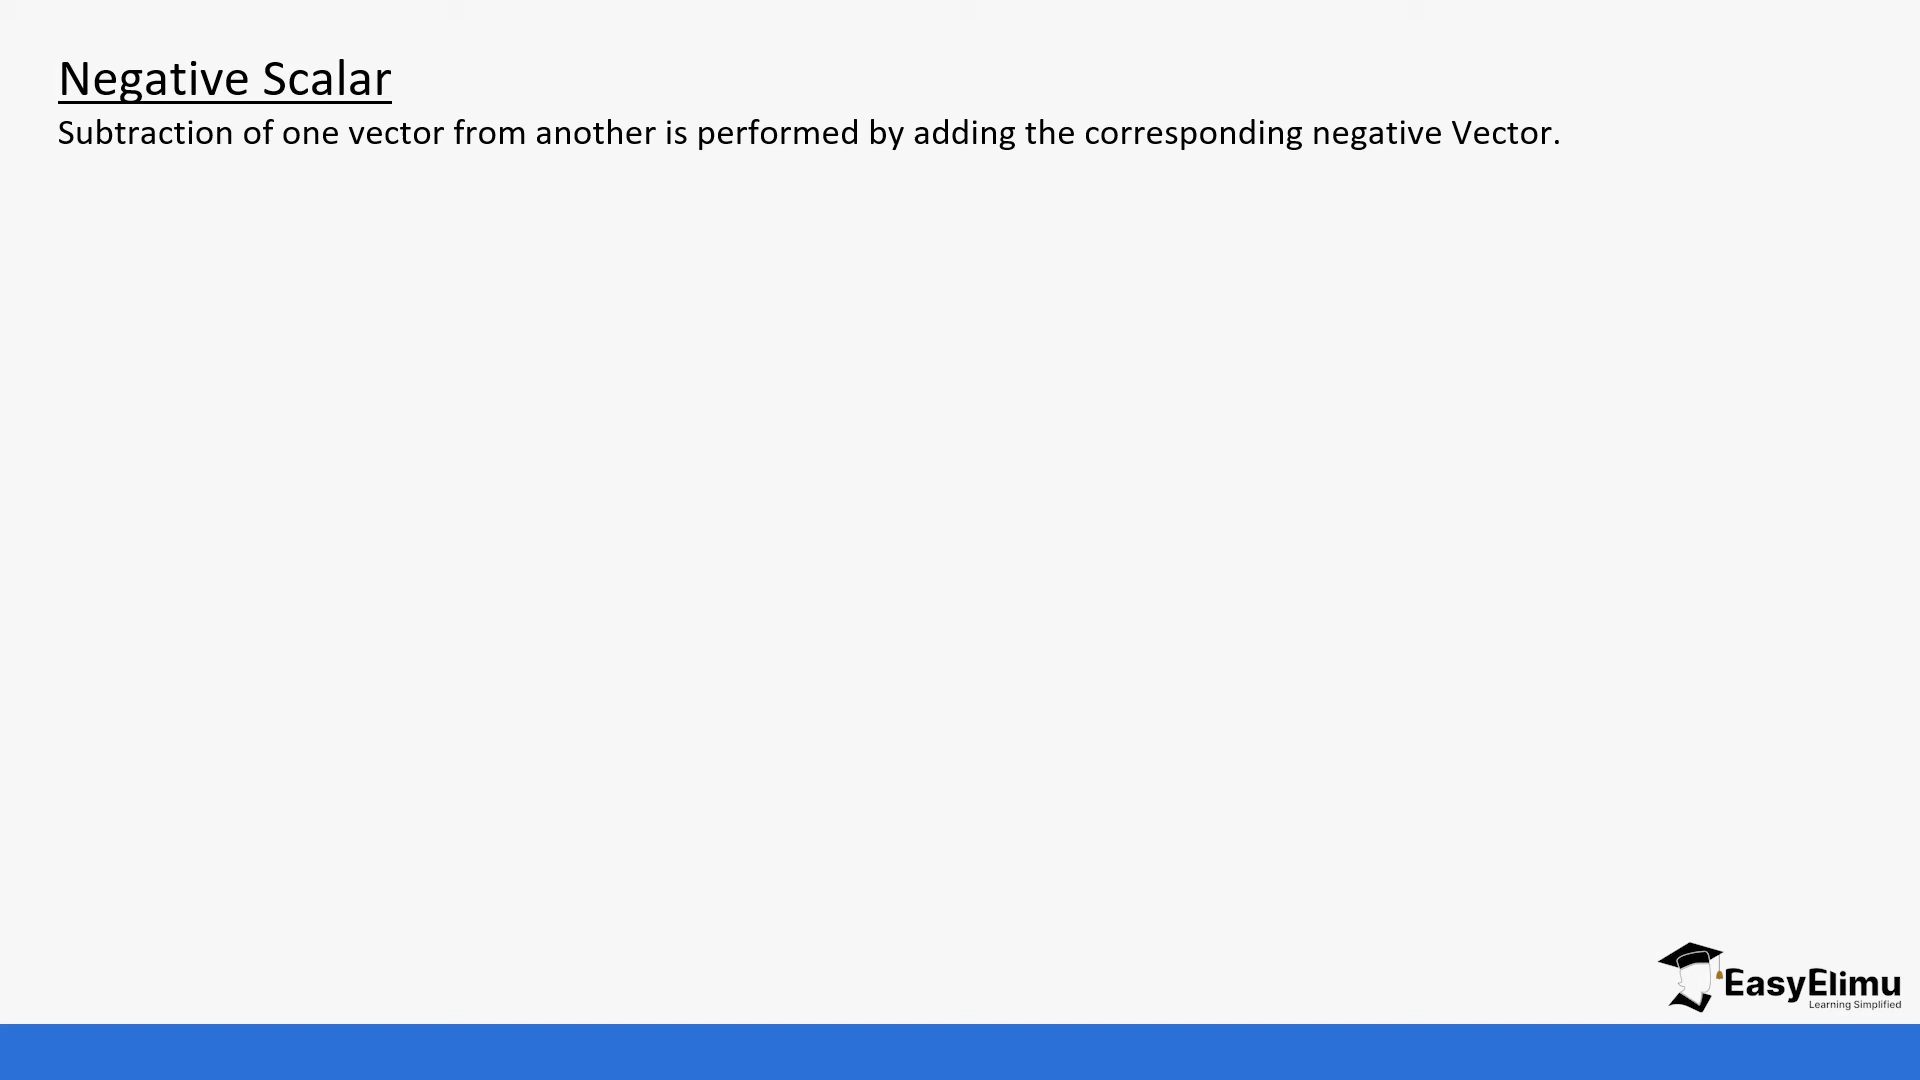 Negative Scalar
Subtraction of one vector from another is performed by adding the corresponding negative Vector.
EasyElimu
Learning Simplified